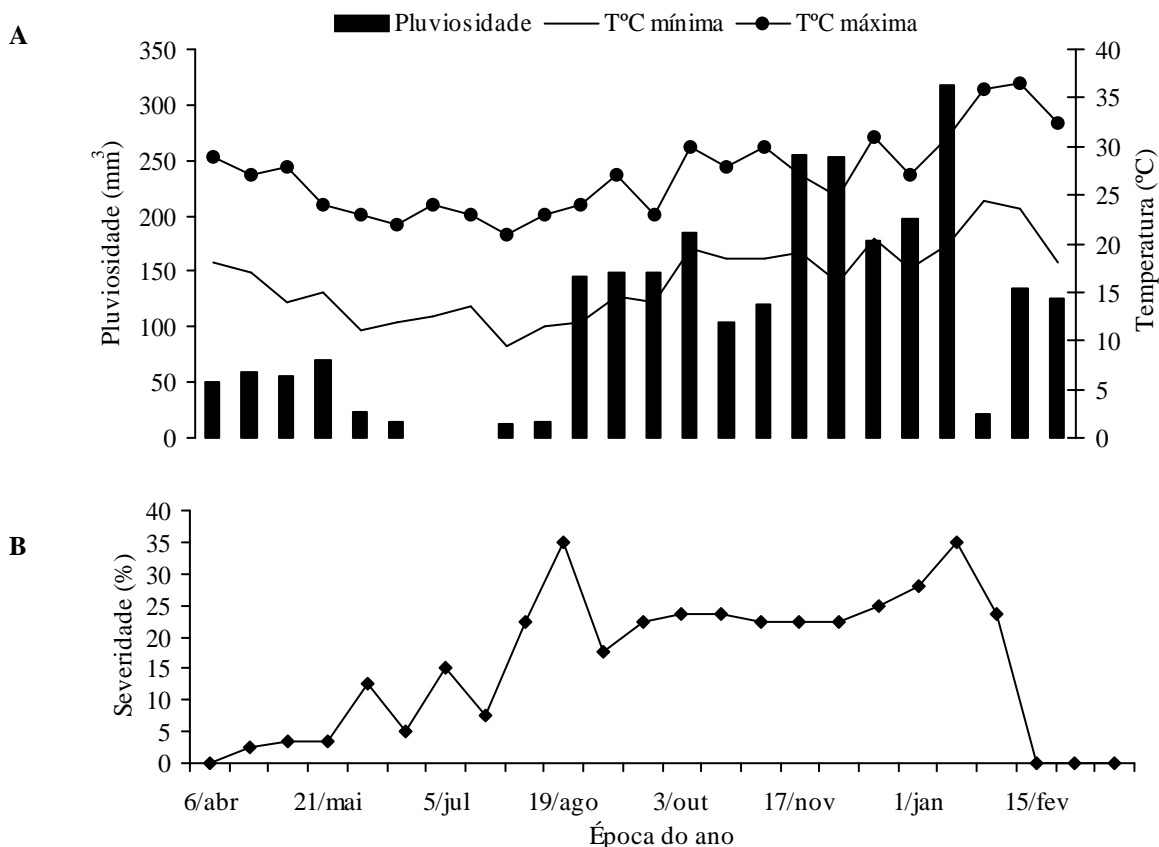 Pluviosidade TºC mínima TºC máxima
A
350 40
300 35
250 30
200 25
150 20
100 15
50 10
0 5
0
Pluviosidade (mm³)
Temperatura (ºC)
B
40
35
30
25
20
15
10
5
0
Severidade (%)
6/abr 21/mai 5/jul 19/ago 3/out 17/nov 1/jan 15/fev
Época do ano